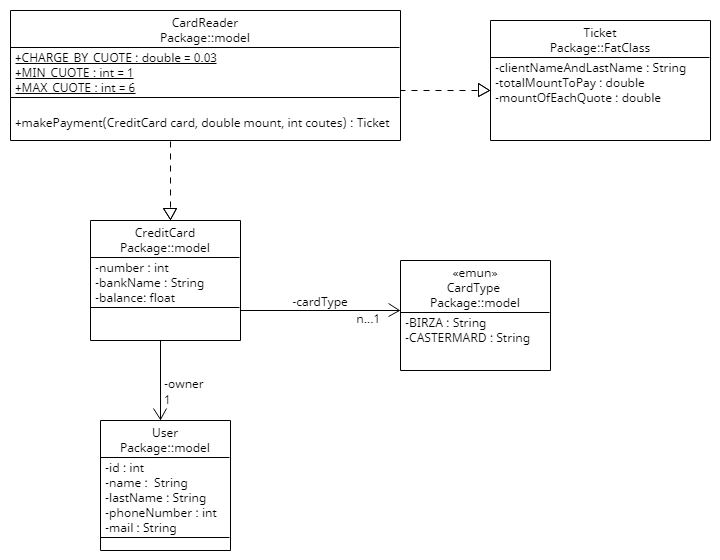 CardReader
Package::model
+CHARGE_BY_CUOTE : double = 0.03
+MIN_CUOTE : int = 1
+MAX_CUOTE : int = 6
+makePayment(CreditCard card, double mount, int coutes) : Ticket
Ticket
Package::FatClass
-clientNameAndLastName : String
-totalMountToPay : double
-mountOfEachQuote : double
CreditCard
Package::model
-number : int
-bankName : String
-balance: float
-cardType
n...1
«emun»
CardType
Package::model
-BIRZA : String
-CASTERMARD : String
-owner
1
User
Package::model
-id : int
-name :  String
-lastName : String
-phoneNumber : int
-mail : String